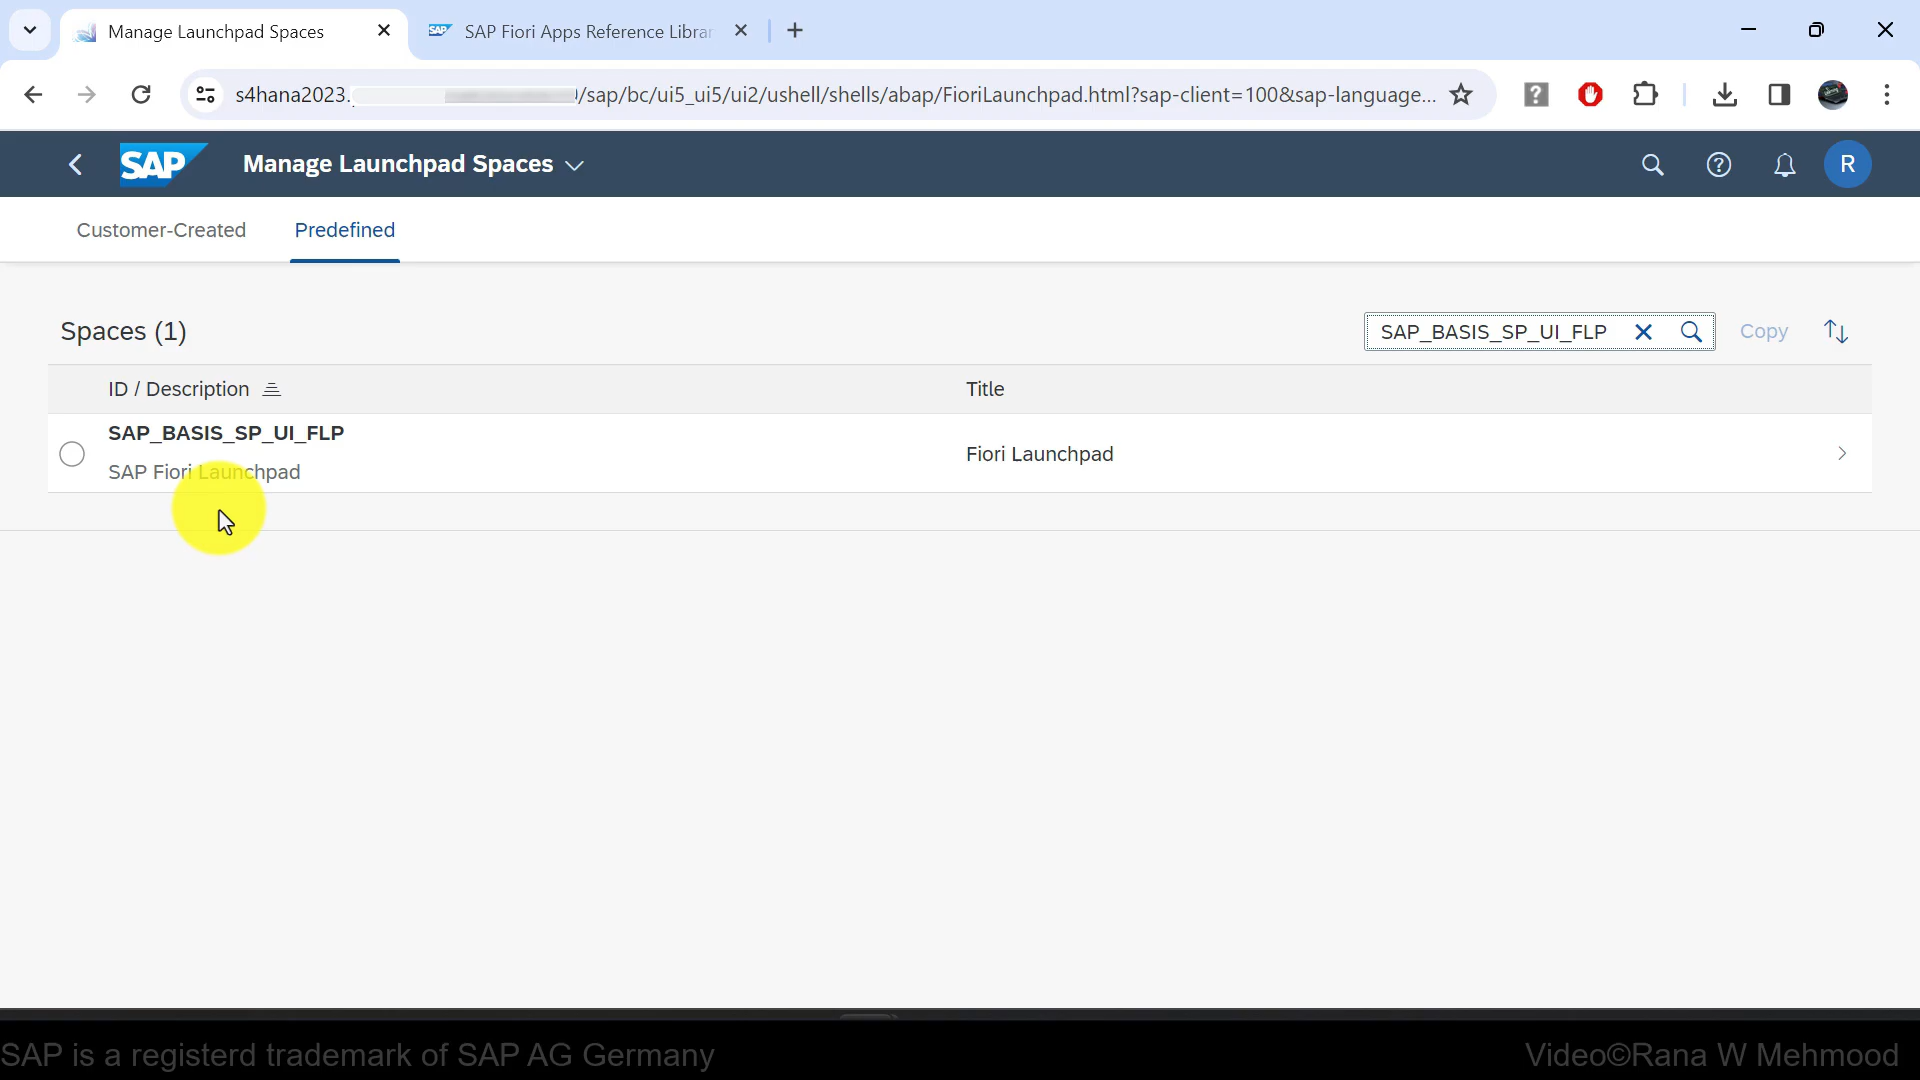 Manage Launchpad Spaces
SAP SAP Fiori Apps Reference Librar
s4hana2023.
/sap/bc/ui5_ui5/ui2/ushell/shells/abap/FioriLaunchpad.html?sap-client=100&sap-language...
SAP Manage Launchpad Spaces
R
Customer-Created Predefined
Spaces (1)
SAP_BASIS_SP_UI_FLP
Copy
ID / Description
Title
SAP_BASIS_SP_UI_FLP
SAP Fiori Launchpad
Fiori Launchpad
SAP is a registerd trademark of SAP AG Germany
Video©Rana W Mehmood